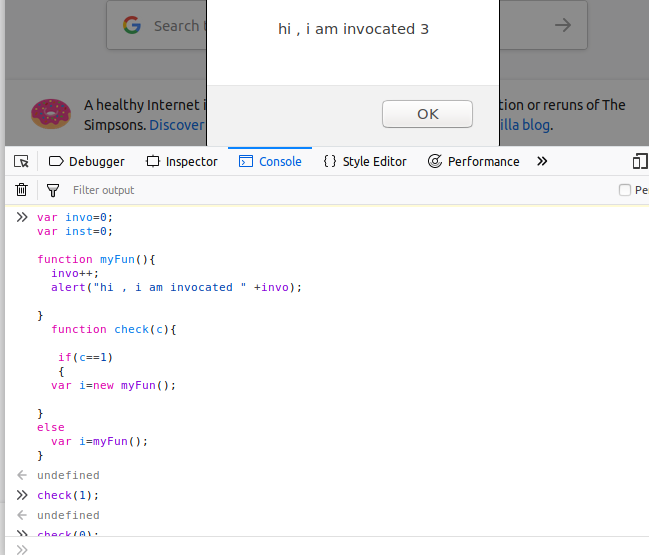 hi , i am invocated 3
Search t
OK
A healthy Internet i
tion or reruns of The
Simpsons. Discover
illa blog.
Debugger Inspector Console { } Style Editor Performance »
Filter output
Pe
» var invo=0;
var inst=0;
function myFun(){
invo++;
alert("hi , i am invocated " +invo);
}
function check(c){
if(c==1)
{
var i=new myFun();
}
else
var i=myFun();
}
← undefined
» check(1);
← undefined
» check(0);
»